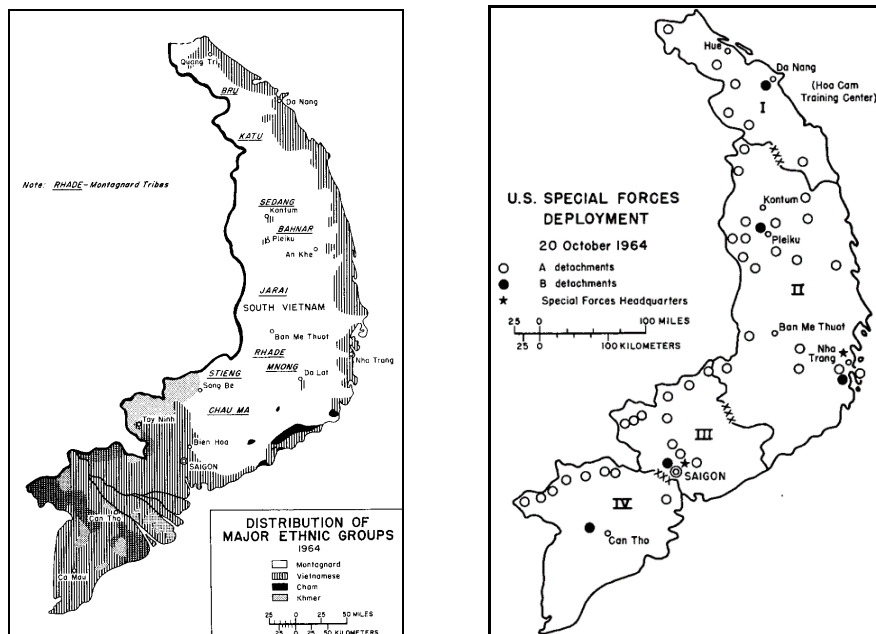 Quang Tri
BRU
Da Nang
KATU
Note: RHADE-Montagnard Tribes
SEDANG
Kontum
BAHNAR
Pleiku
An Khe
JARAI
SOUTH VIETNAM
Ban Me Thuot
RHADE
Nha Trang
STIENG
MNONG
Da Lat
Song Be
CHAU MA
Tay Ninh
Bien Hoa
SAIGON
Can Tho
Ca Mau
DISTRIBUTION OF
MAJOR ETHNIC GROUPS
1964
Montagnard
Vietnamese
Cham
Khmer
25 0 25 50 MILES
25 0 25 50 KILOMETERS
Hue
Da Nang
(Hoa Cam
Training Center)
I
XXX
Kontum
U.S. SPECIAL FORCES
DEPLOYMENT
Pleiku
20 October 1964
A detachments
B detachments
II
Special Forces Headquarters
25 0 100 MILES
25 0 100 KILOMETERS
Ban Me Thuot
Nha
Trang
XXX
III
XXX
SAIGON
IV
Can Tho